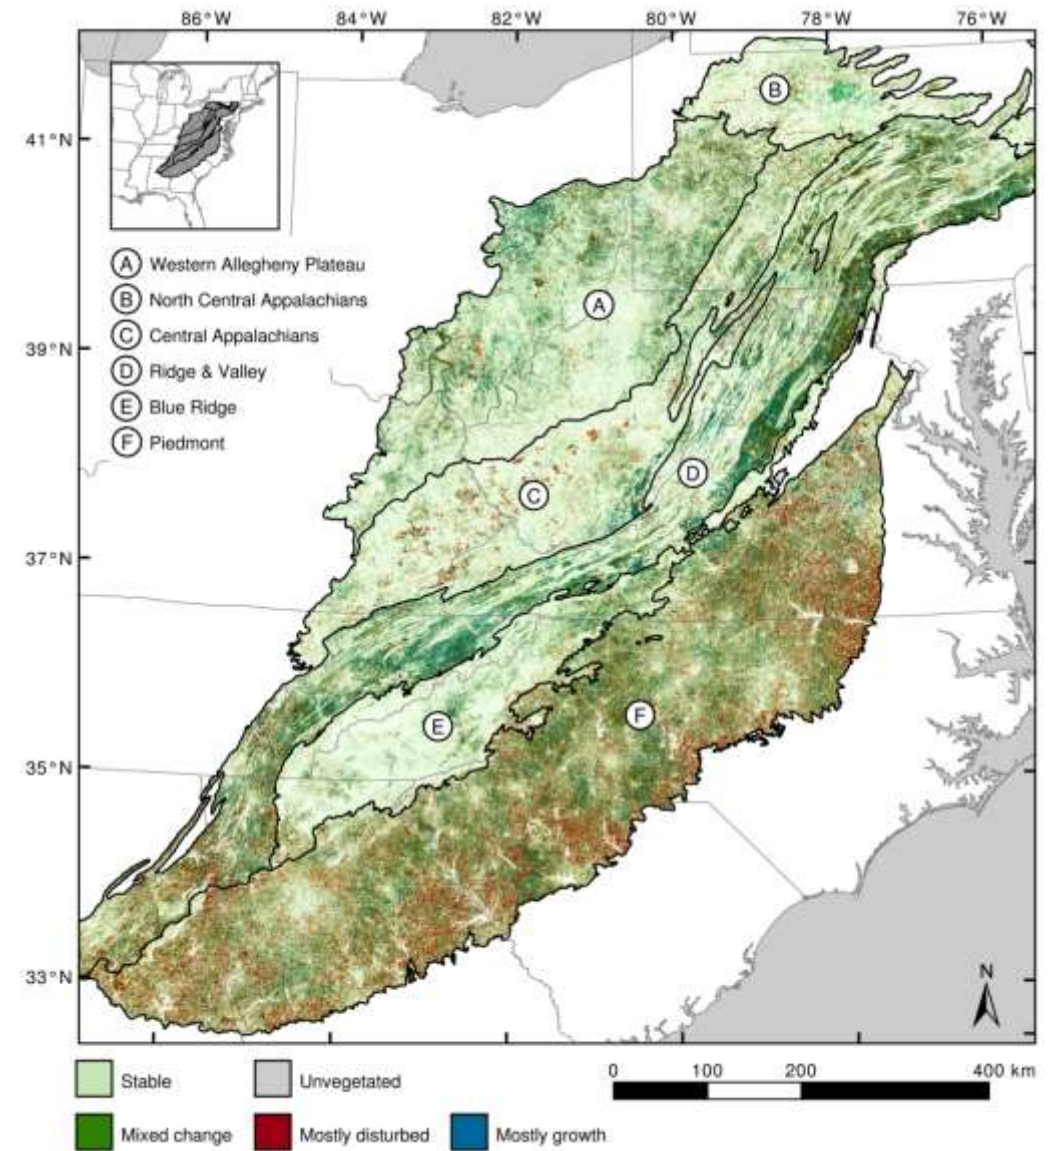 86°W 84°W 82°W 80°W 78°W 76°W
41°N
39°N
37°N
35°N
33°N
A Western Allegheny Plateau
B North Central Appalachians
C Central Appalachians
D Ridge & Valley
E Blue Ridge
F Piedmont
B
A
D
C
E
F
N
Stable
Unvegetated
0 100 2040 400 km
Mixed change
Mostly disturbed
Mostly growth